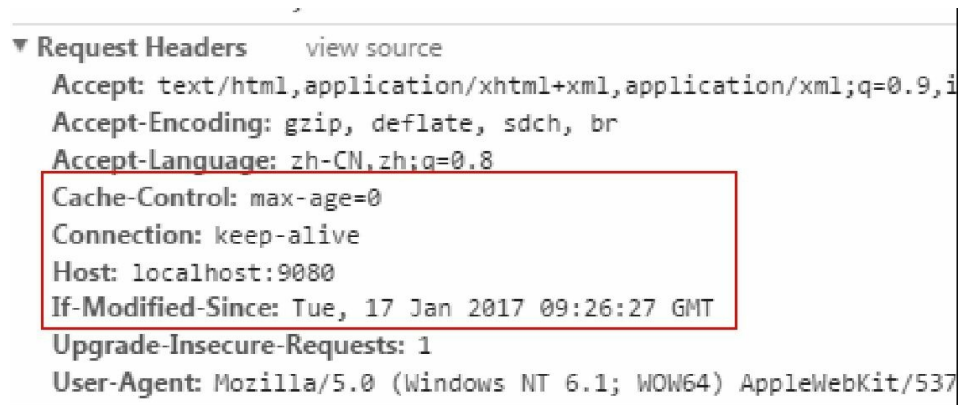 ▼ Request Headers view source
Accept: text/html,application/xhtml+xml,application/xml;q=0.9,i
Accept-Encoding: gzip, deflate, sdch, br
Accept-Language: zh-CN,zh;q=0.8
Cache-Control: max-age=0
Connection: keep-alive
Host: localhost:9080
If-Modified-Since: Tue, 17 Jan 2017 09:26:27 GMT
Upgrade-Insecure-Requests: 1
User-Agent: Mozilla/5.0 (Windows NT 6.1; WOW64) AppleWebKit/537